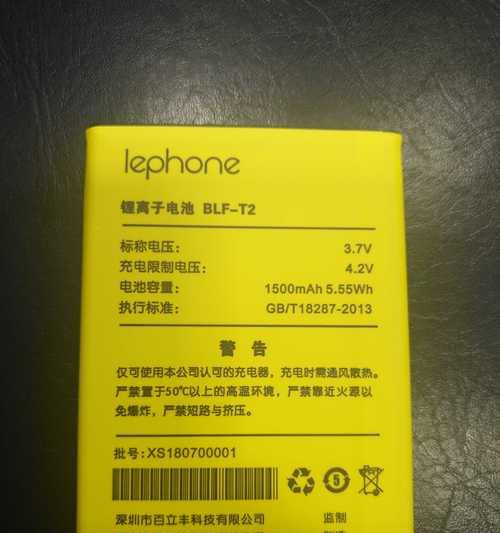 lephone
锂离子电池 BLF-T2
标称电压: 3.7V
充电限制电压: 4.2V
电池容量: 1500mAh 5.55Wh
执行标准: GB/T18287-2013
警 告
仅可使用本公司认可的充电器，充电时需通风散热。
严禁置于50℃以上的高温环境，严禁靠近火源以
免爆炸，严禁短路与挤压。
批号:XS180700001
5
深圳市百立丰科技有限公司 监制